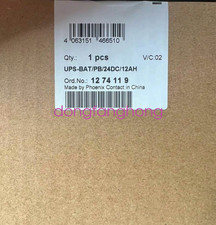 4 063151 466510
Qty.: 1 pcs V/C:02
UPS-BAT/PB/24DC/12AH
Ord.No.: 12 74 11 9
Made by Phoenix Contact in China
dongfanghong